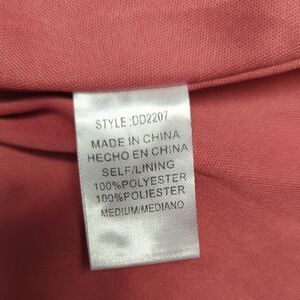 STYLE :DD2207
MADE IN CHINA
HECHO EN CHINA
SELF/LINING
100%POLYESTER
100%POLIESTER
MEDIUM/MEDIANO